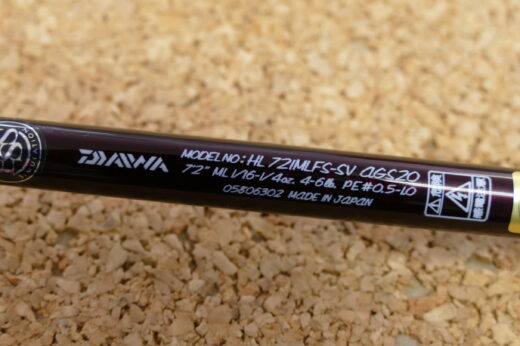 DAIWA
MODEL NO: HL 721MLFS-SV AGS20
7'2" ML 1/16-1/4oz. 4-6lb. PE#0.5-1.0
05806302 MADE IN JAPAN